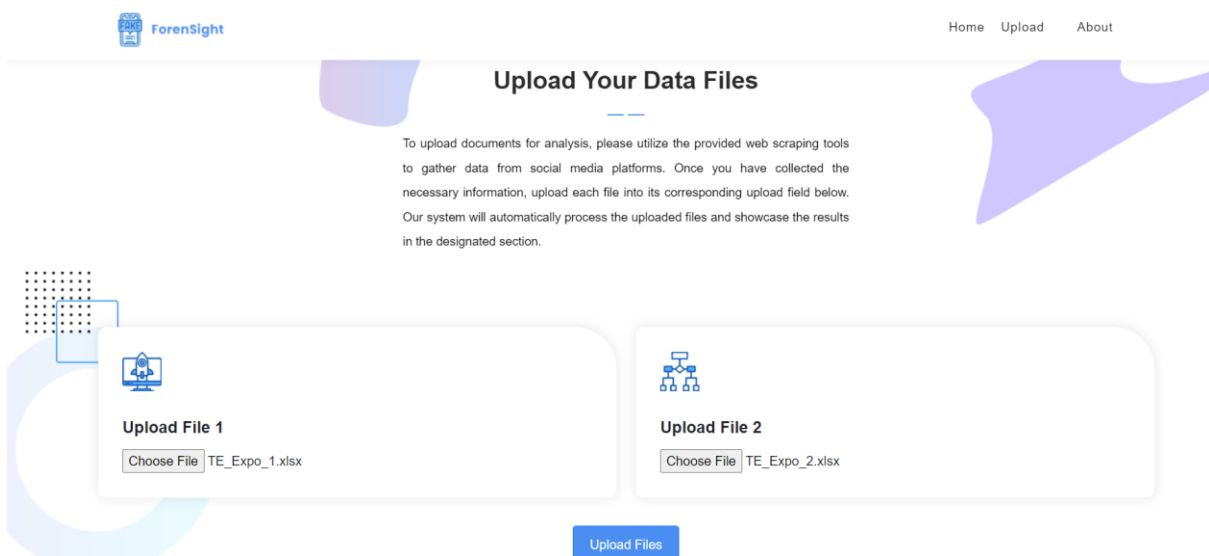 FAKE
ForenSight
Home Upload About
Upload Your Data Files
To upload documents for analysis, please utilize the provided web scraping tools
to gather data from social media platforms. Once you have collected the
necessary information, upload each file into its corresponding upload field below.
Our system will automatically process the uploaded files and showcase the results
in the designated section.
Upload File 1
Choose File TE_Expo_1.xlsx
Upload File 2
Choose File TE_Expo_2.xlsx
Upload Files